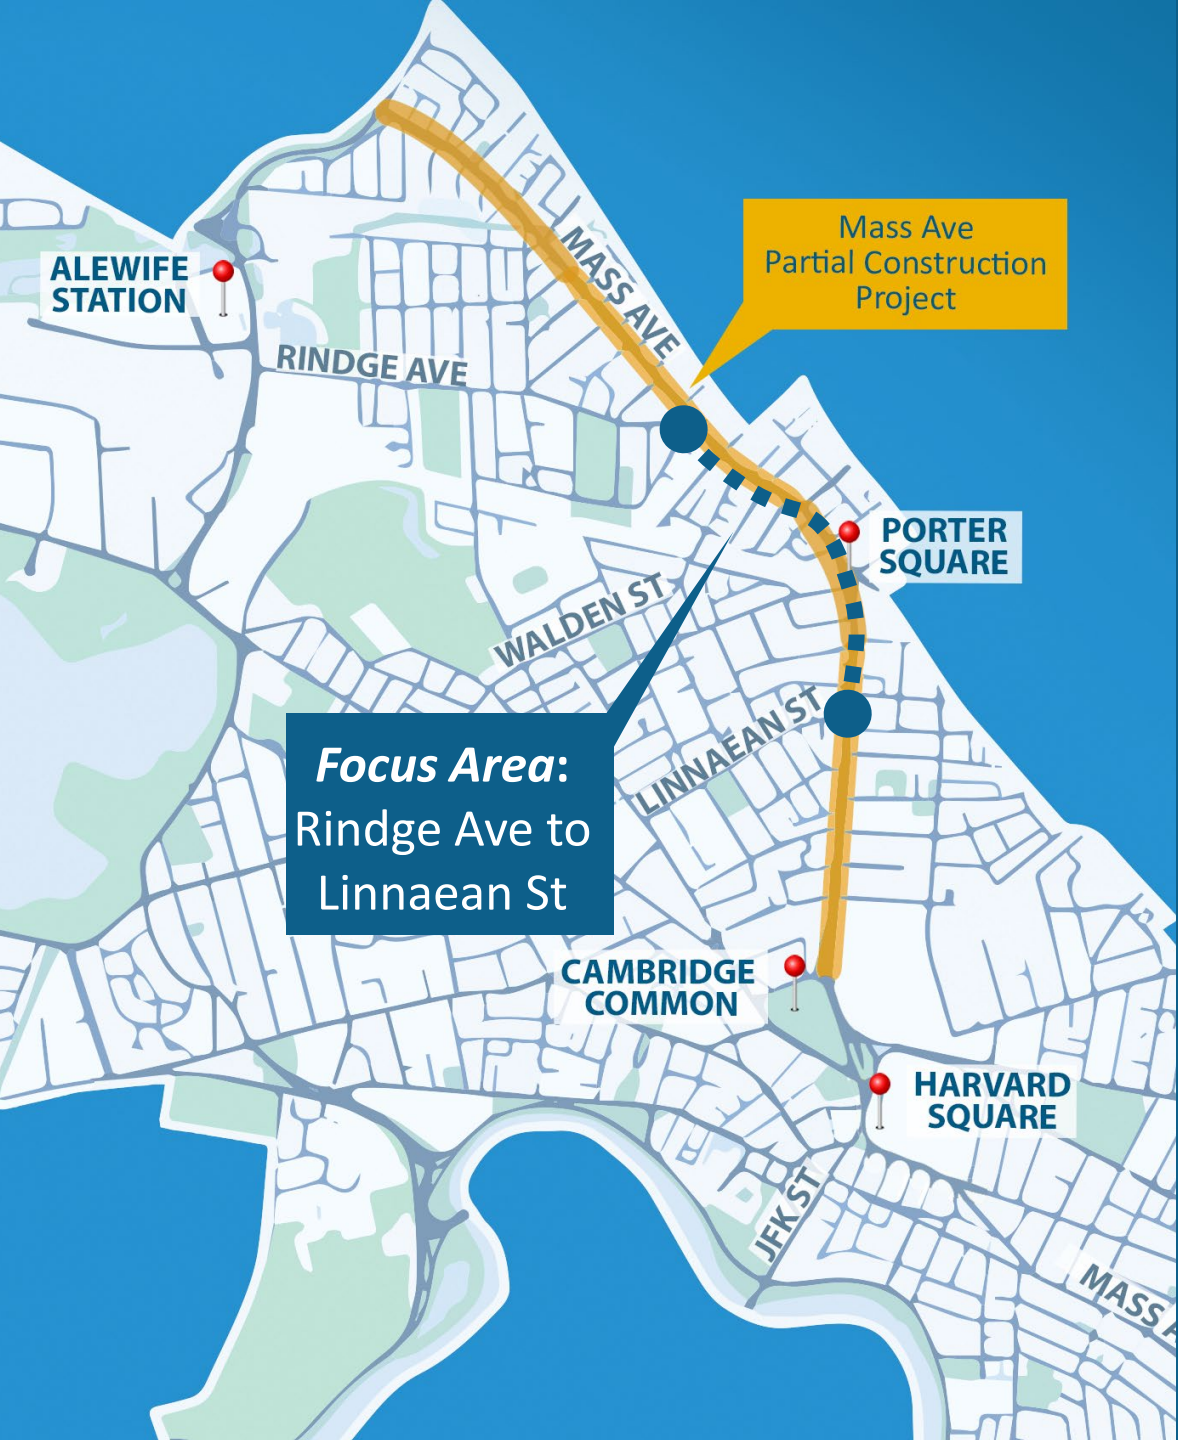 Mass Ave
Partial Construction
Project
MASS AVE
ALEWIFE
STATION
RINDGE AVE
PORTER
SQUARE
WALDEN ST
LINNAEAN ST
Focus Area:
Rindge Ave to
Linnaean St
CAMBRIDGE
COMMON
HARVARD
SQUARE
JFK ST
MASS A